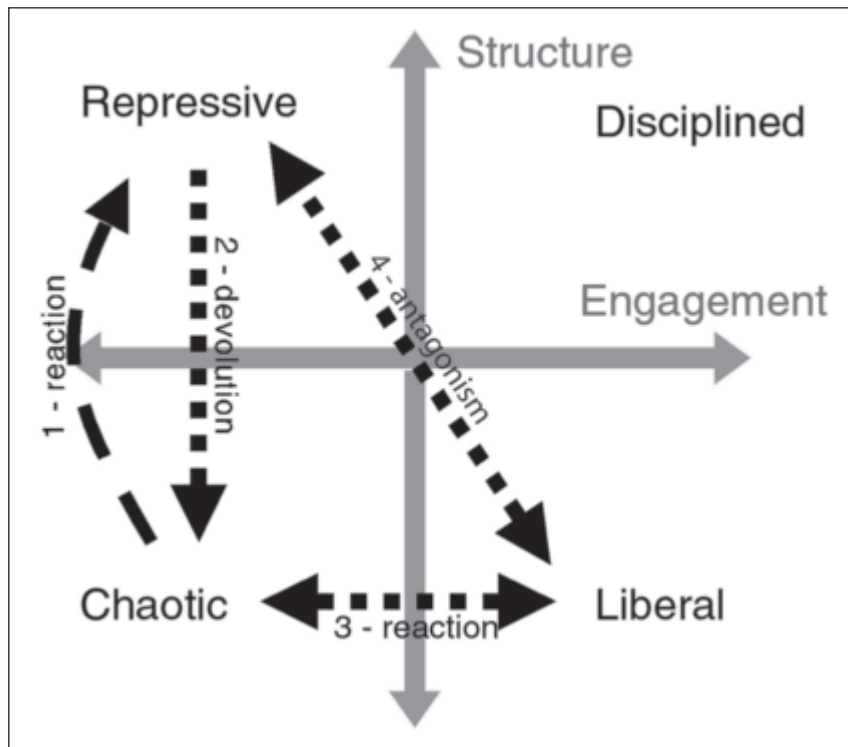 Structure
Repressive
Disciplined
2 - devolution
4 - antagonism
Engagement
1 - reaction
Chaotic
Liberal
3 - reaction